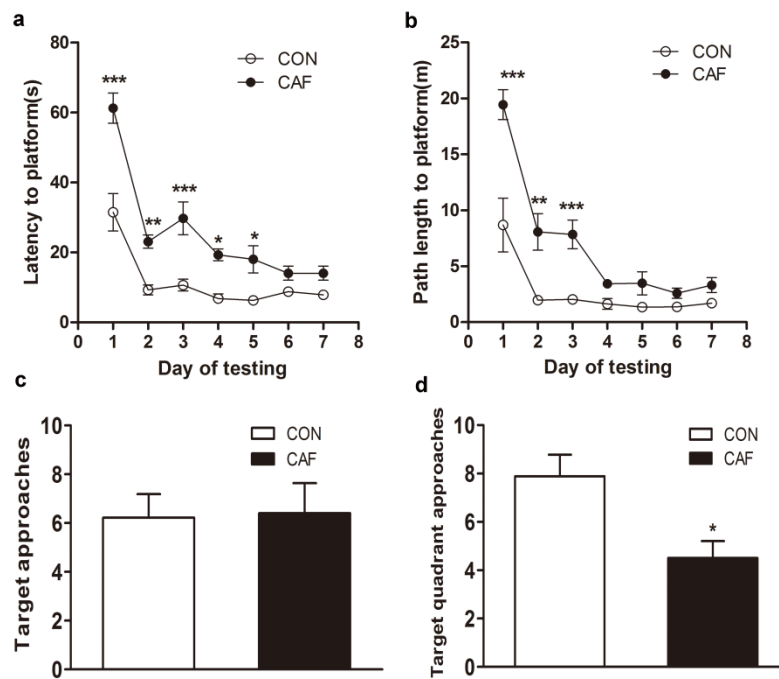 a
80
60
40
20
0
Latency to platform(s)
CON
CAF
***
**
***
*
*
0 1 2 3 4 5 6 7 8
Day of testing
b
25
20
15
10
5
0
Path length to platform(m)
CON
CAF
***
**
***
0 1 2 3 4 5 6 7 8
Day of testing
c
10
8
6
4
2
0
Target approaches
CON
CAF
d
10
8
6
4
2
0
Target quadrant approaches
CON
CAF
*